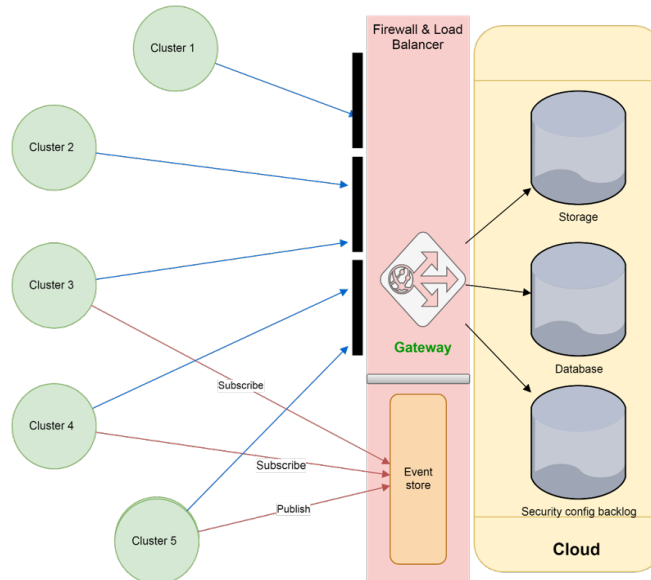 Cluster 1
Firewall & Load
Balancer
Cluster 2
Storage
Cluster 3
Gateway
Database
Subscribe
Cluster 4
Subscribe
Event
store
Publish
Security config backlog
Cluster 5
Cloud